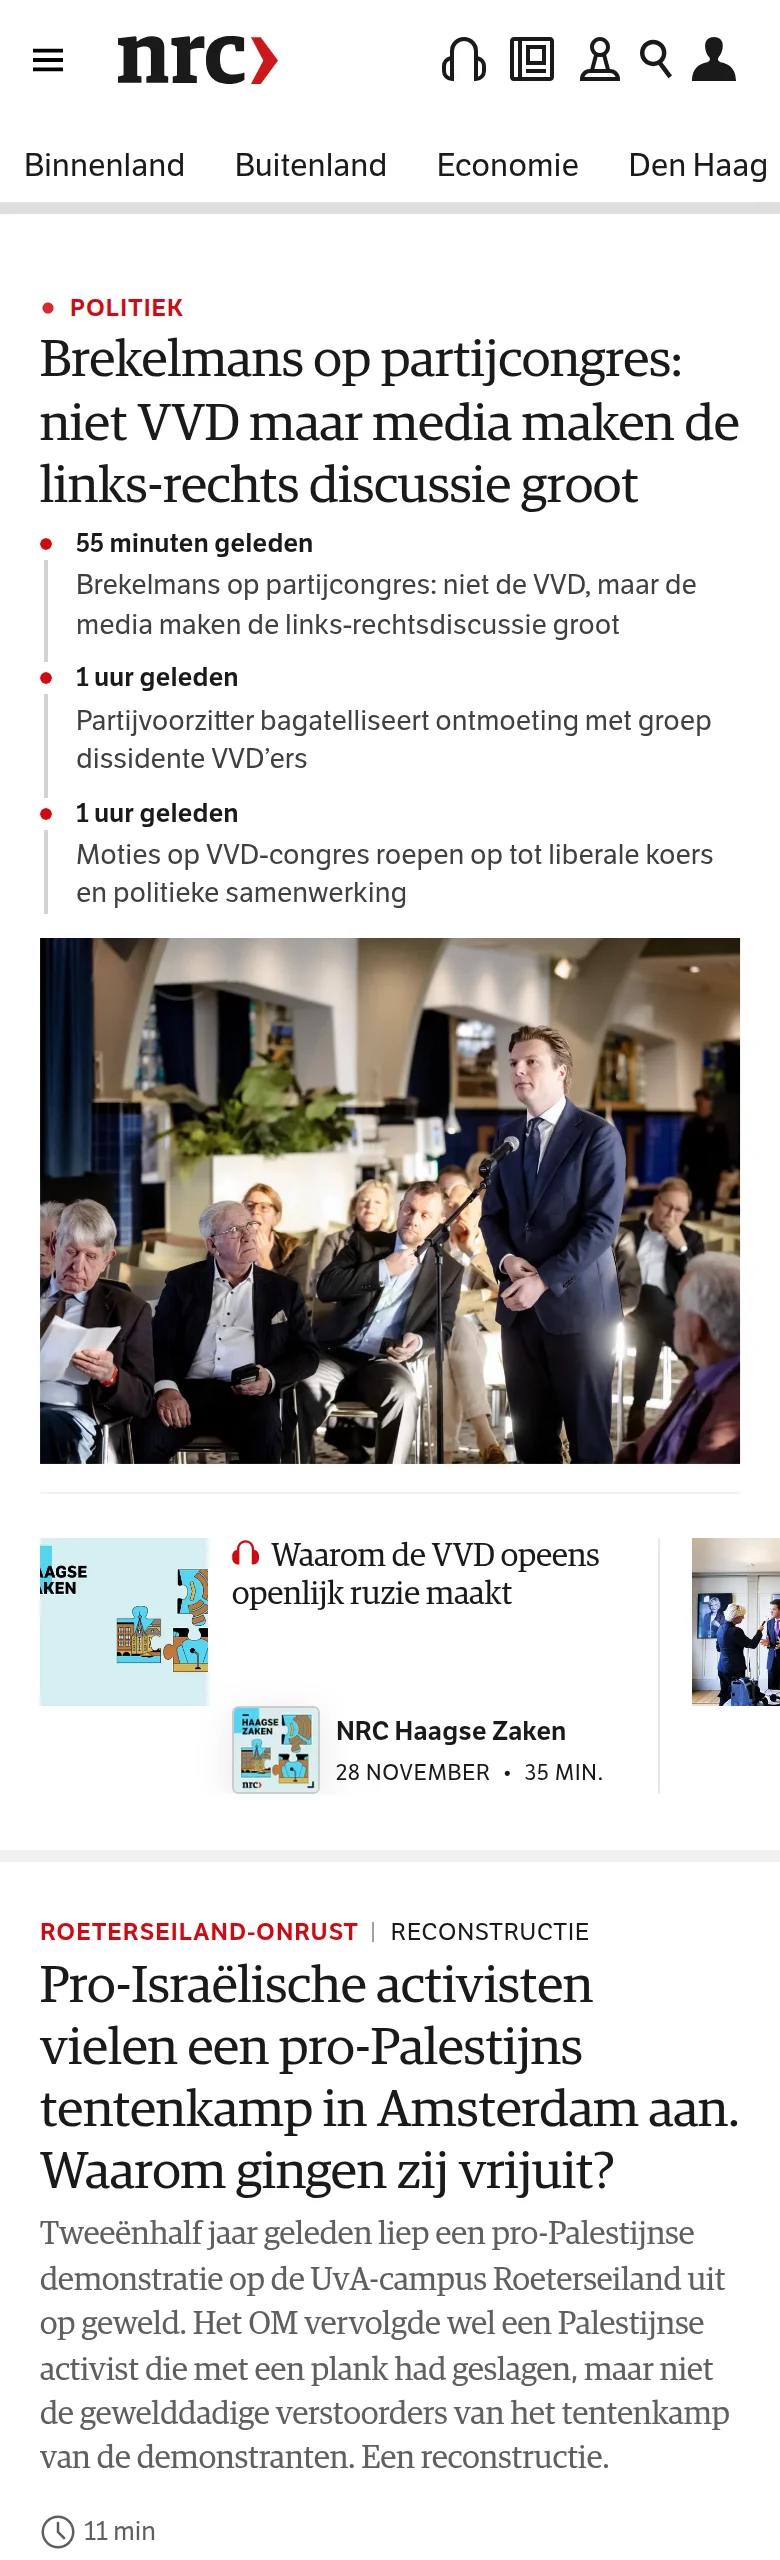 nrc
Binnenland Buitenland Economie Den Haag
POLITIEK
Brekelmans op partijcongres:
niet VVD maar media maken de
links-rechts discussie groot
55 minuten geleden
Brekelmans op partijcongres: niet de VVD, maar de
media maken de links-rechtsdiscussie groot
1 uur geleden
Partijvoorzitter bagatelliseert ontmoeting met groep
dissidente VVD’ers
1 uur geleden
Moties op VVD-congres roepen op tot liberale koers
en politieke samenwerking
AAGSE
AKEN
Waarom de VVD opeens
openlijk ruzie maakt
HAAGSE
ZAKEN
nrc
NRC Haagse Zaken
28 NOVEMBER • 35 MIN.
ROETERSEILAND-ONRUST | RECONSTRUCTIE
Pro-Israëlische activisten
vielen een pro-Palestijns
tentenkamp in Amsterdam aan.
Waarom gingen zij vrijuit?
Tweeënhalf jaar geleden liep een pro-Palestijnse
demonstratie op de UvA-campus Roeterseiland uit
op geweld. Het OM vervolgde wel een Palestijnse
activist die met een plank had geslagen, maar niet
de gewelddadige verstoorders van het tentenkamp
van de demonstranten. Een reconstructie.
11 min